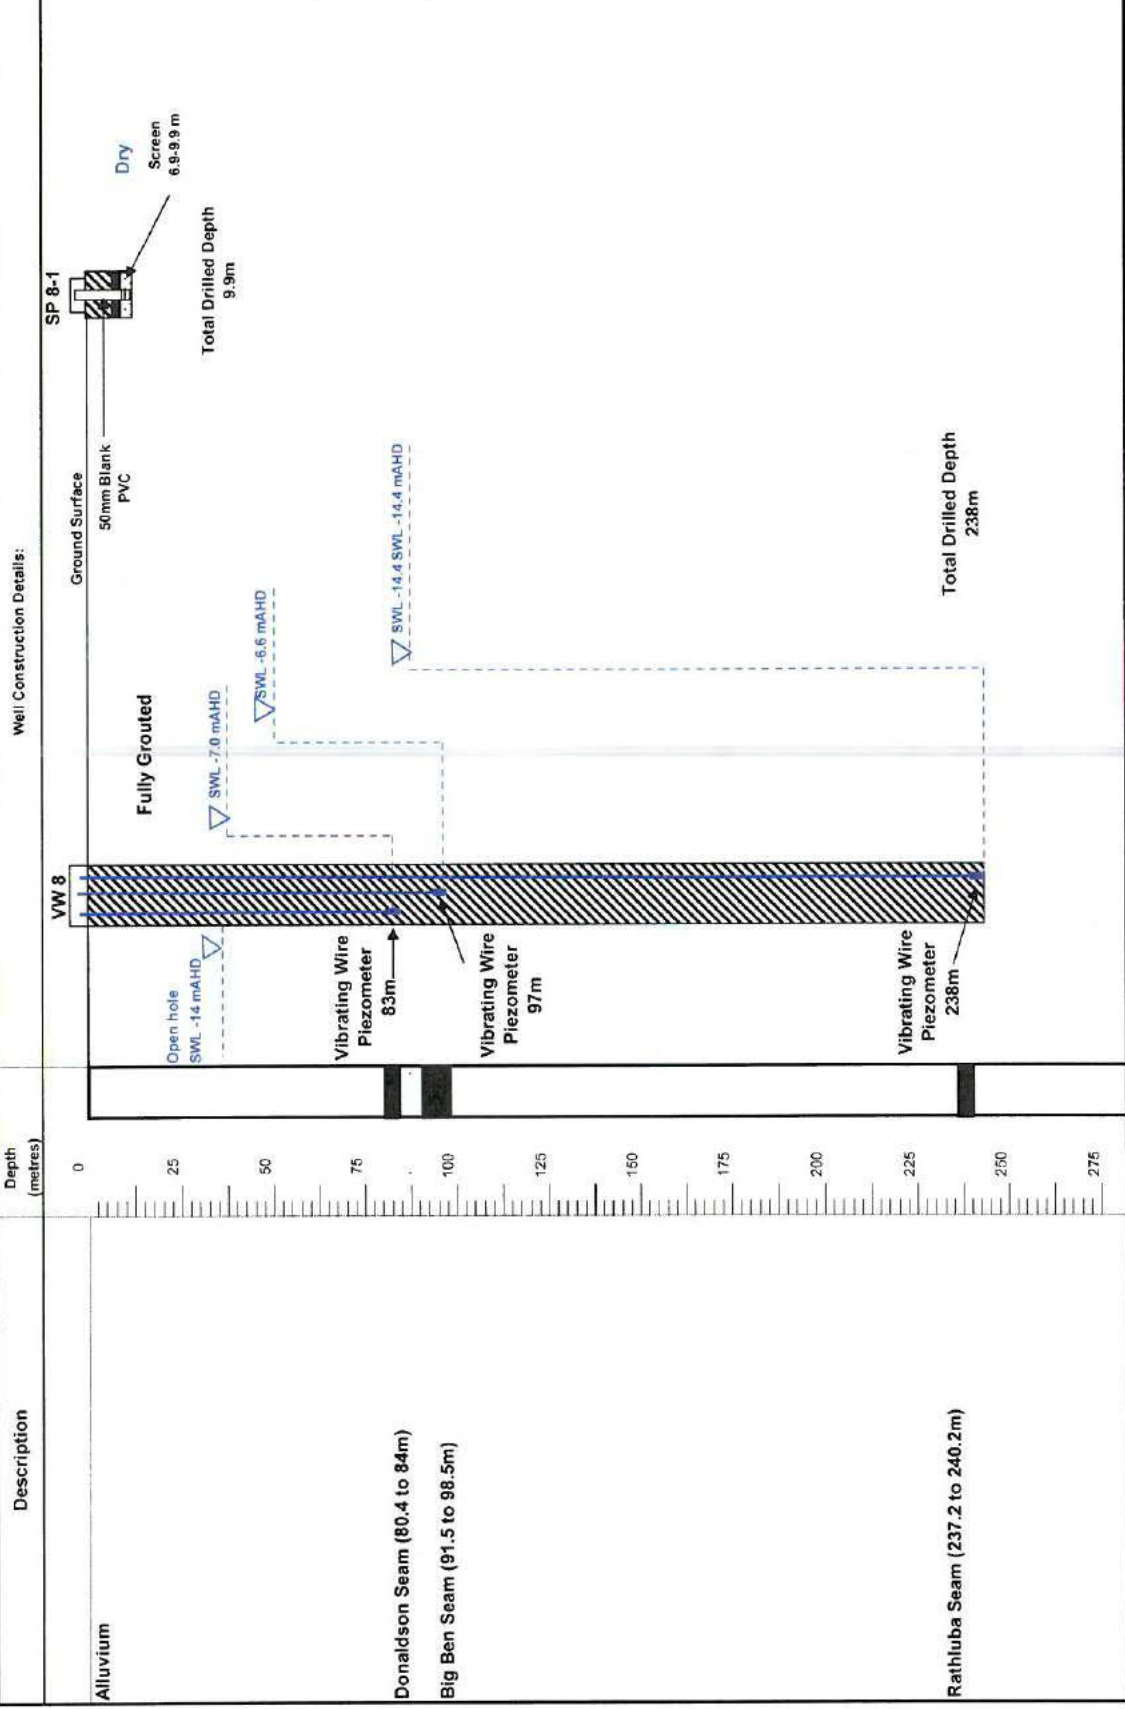 Description
Depth
(metres)
Well Construction Details:
VW 8
SP 8-1
Ground Surface
50mm Blank
PVC
Dry
Screen
6.9-9.9 m
Total Drilled Depth
9.9m
Fully Grouted
Open hole
SWL -14 mAHD
SWL -7.0 mAHD
SWL -6.6 mAHD
SWL -14.4 SWL -14.4 mAHD
Vibrating Wire
Piezometer
83m
Vibrating Wire
Piezometer
97m
Vibrating Wire
Piezometer
238m
Total Drilled Depth
238m
0
25
50
75
100
125
150
175
200
225
250
275
Alluvium
Donaldson Seam (80.4 to 84m)
Big Ben Seam (91.5 to 98.5m)
Rathluba Seam (237.2 to 240.2m)